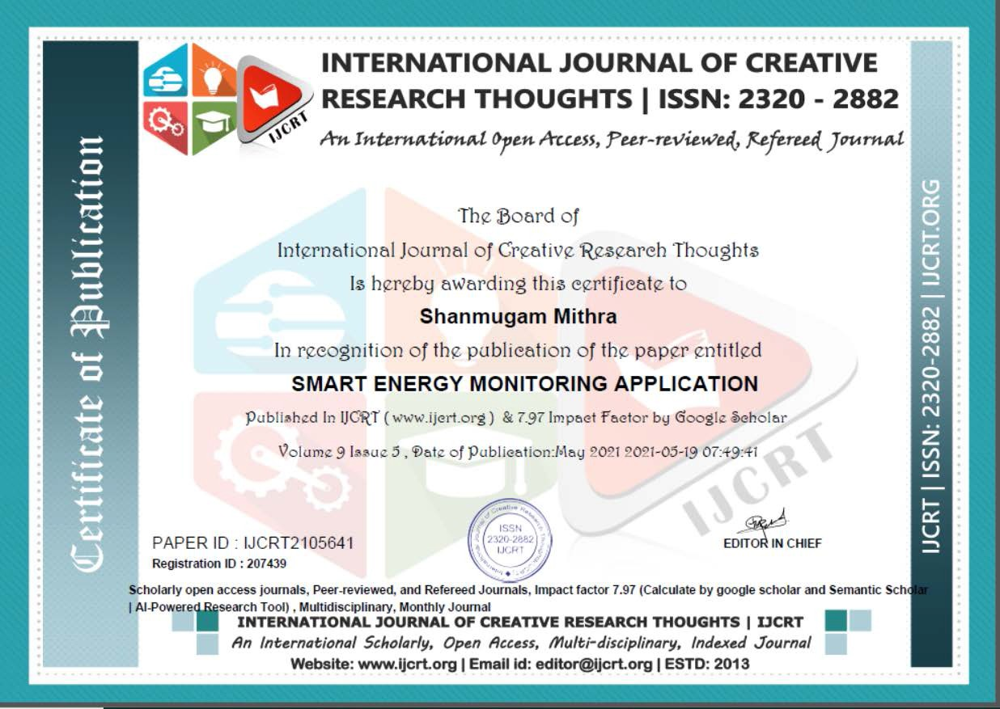 INTERNATIONAL JOURNAL OF CREATIVE
RESEARCH THOUGHTS | ISSN: 2320 - 2882
An International Open Access, Peer-reviewed, Refereed Journal
IJCRT
Certificate of Publication
The Board of
International Journal of Creative Research Thoughts
Is hereby awarding this certificate to
Shanmugam Mithra
In recognition of the publication of the paper entitled
SMART ENERGY MONITORING APPLICATION
Published In IJCRT ( www.ijcrt.org ) & 7.97 Impact Factor by Google Scholar
Volume 9 Issue 5 , Date of Publication:May 2021 2021-05-19 07:49:41
IJCRT
IJCRT | ISSN: 2320-2882 | IJCRT.ORG
PAPER ID : IJCRT2105641
Registration ID : 207439
ISSN
2320-2882
IJCRT
EDITOR IN CHIEF
Scholarly open access journals, Peer-reviewed, and Refereed Journals, Impact factor 7.97 (Calculate by google scholar and Semantic Scholar
| AI-Powered Research Tool) , Multidisciplinary, Monthly Journal
INTERNATIONAL JOURNAL OF CREATIVE RESEARCH THOUGHTS | IJCRT
An International Scholarly, Open Access, Multi-disciplinary, Indexed Journal
Website: www.ijcrt.org | Email id: editor@ijcrt.org | ESTD: 2013